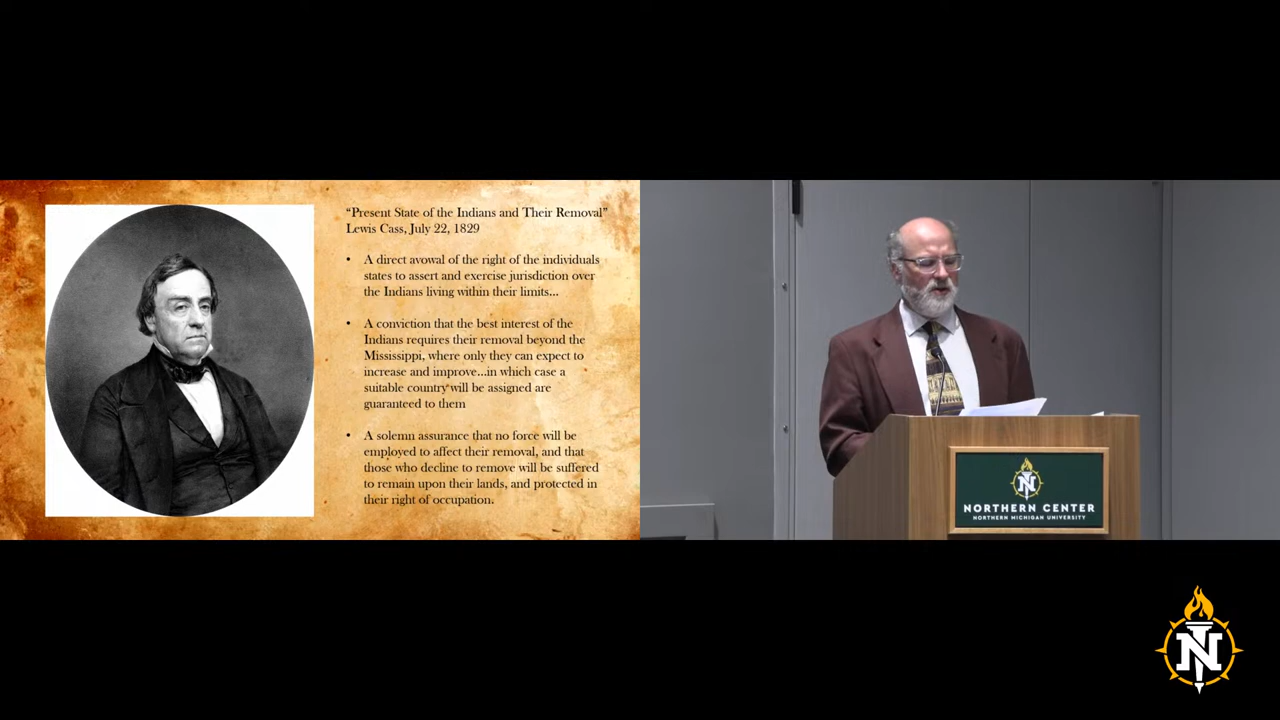 “Present State of the Indians and Their Removal”
Lewis Cass, July 22, 1829
• A direct avowal of the right of the individuals
states to assert and exercise jurisdiction over
the Indians living within their limits...
• A conviction that the best interest of the
Indians requires their removal beyond the
Mississippi, where only they can expect to
increase and improve...in which case a
suitable country will be assigned are
guaranteed to them
• A solemn assurance that no force will be
employed to affect their removal, and that
those who decline to remove will be suffered
to remain upon their lands, and protected in
their right of occupation.
N
NORTHERN CENTER
NORTHERN MICHIGAN UNIVERSITY
N